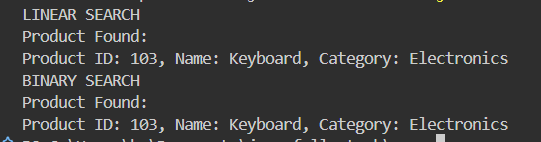 LINEAR SEARCH
Product Found:
Product ID: 103, Name: Keyboard, Category: Electronics
BINARY SEARCH
Product Found:
Product ID: 103, Name: Keyboard, Category: Electronics